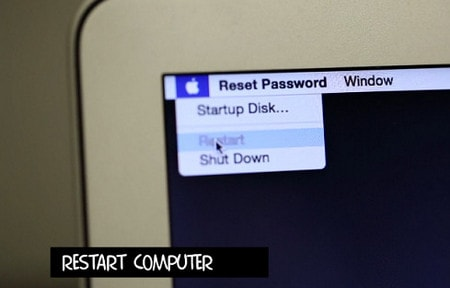 Reset Password Window
Startup Disk...
Restart
Shut Down
RESTART COMPUTER